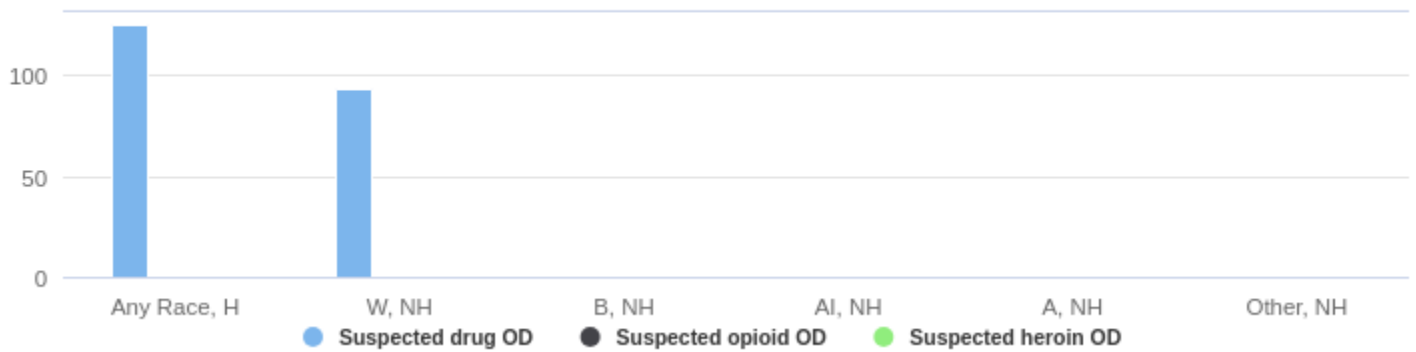 100
50
0
Any Race, H W, NH B, NH AI, NH A, NH Other, NH
Suspected drug OD Suspected opioid OD Suspected heroin OD